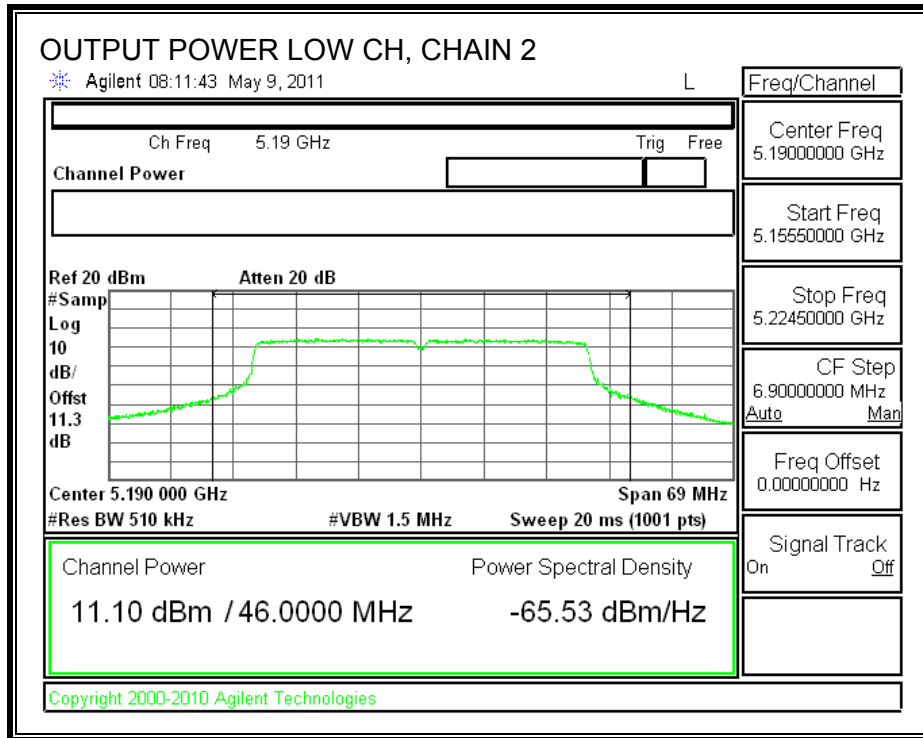 OUTPUT POWER LOW CH, CHAIN 2
Agilent 08:11:43 May 9, 2011 L
Freq/Channel
Ch Freq 5.19 GHz Trig Free
Channel Power
Center Freq
5.19000000 GHz
Start Freq
5.15550000 GHz
Stop Freq
5.22450000 GHz
CF Step
6.90000000 MHz
Auto Man
Freq Offset
0.00000000 Hz
Signal Track
On Off
Ref 20 dBm Atten 20 dB
#Samp
Log
10
dB/
Offst
11.3
dB
Center 5.190 000 GHz Span 69 MHz
#Res BW 510 kHz #VBW 1.5 MHz Sweep 20 ms (1001 pts)
Channel Power Power Spectral Density
11.10 dBm / 46.0000 MHz -65.53 dBm/Hz
Copyright 2000-2010 Agilent Technologies